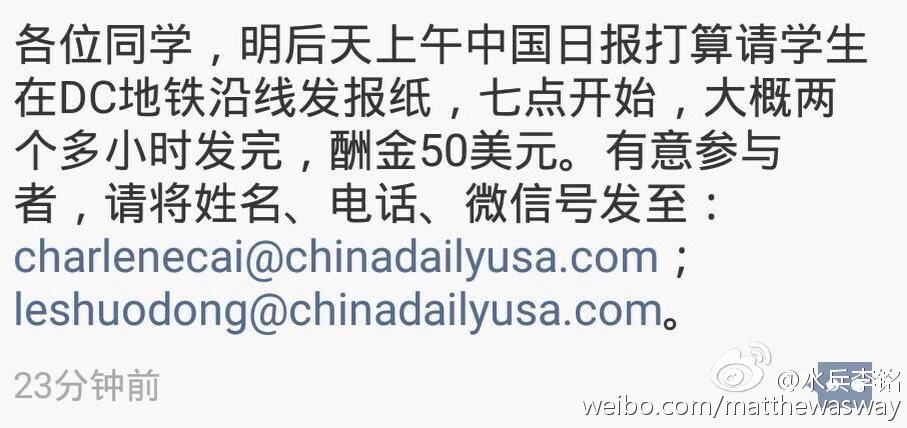 各位同学，明后天上午中国日报打算请学生
在DC地铁沿线发报纸，七点开始，大概两
个多小时发完，酬金50美元。有意参与
者，请将姓名、电话、微信号发至：
charlenecai@chinadailyusa.com；
leshuodong@chinadailyusa.com。
23分钟前
@水兵李铭
weibo.com/matthewasway